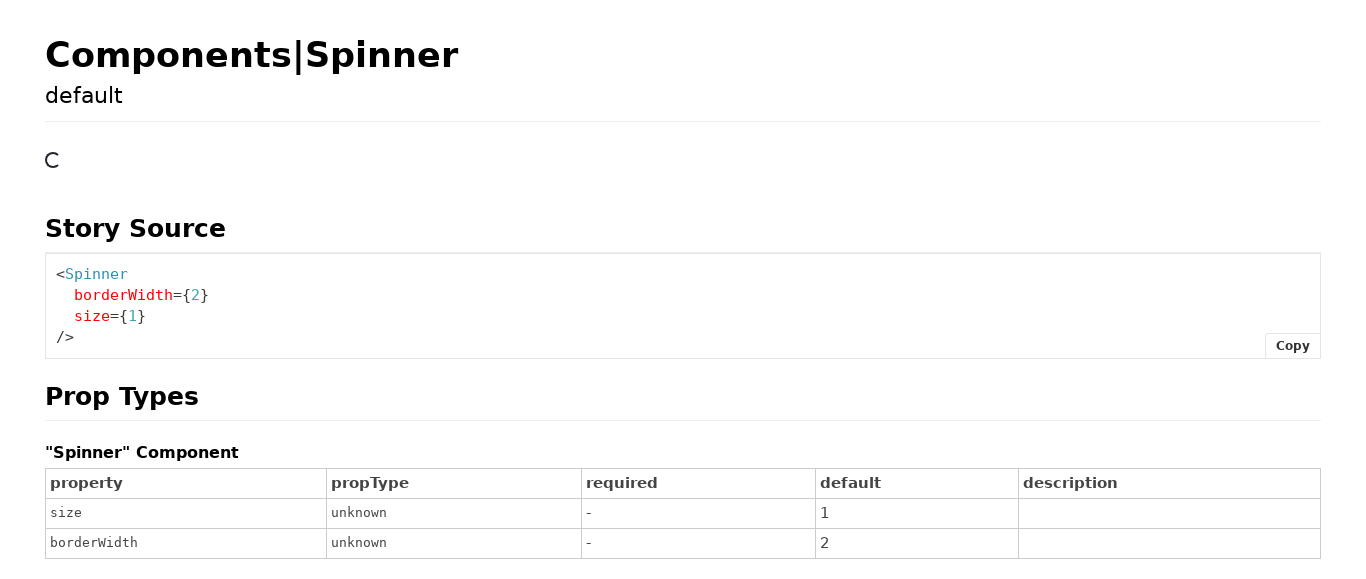 Components|Spinner
default
Story Source
<Spinner
  borderWidth={2}
  size={1}
/>
Copy
Prop Types
"Spinner" Component
property propType required default description
size unknown - 1
borderWidth unknown - 2